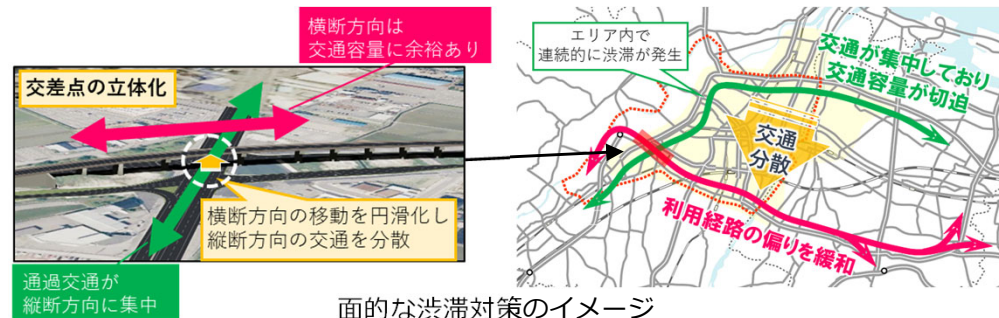 横断方向は
交通容量に余裕あり
交差点の立体化
横断方向の移動を円滑化し
縦断方向の交通を分散
通過交通が
縦断方向に集中
エリア内で
連続的に渋滞が発生
交通が集中しており
交通容量が切迫
交通
分散
利用経路の偏りを緩和
面的な渋滞対策のイメージ